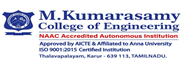 M.Kumarasamy
College of Engineering
NAAC Accredited Autonomous Institution
Approved by AICTE & Affiliated to Anna University
ISO 9001:2015 Certified Institution
Thalavapalayam, Karur - 639 113, TAMILNADU.